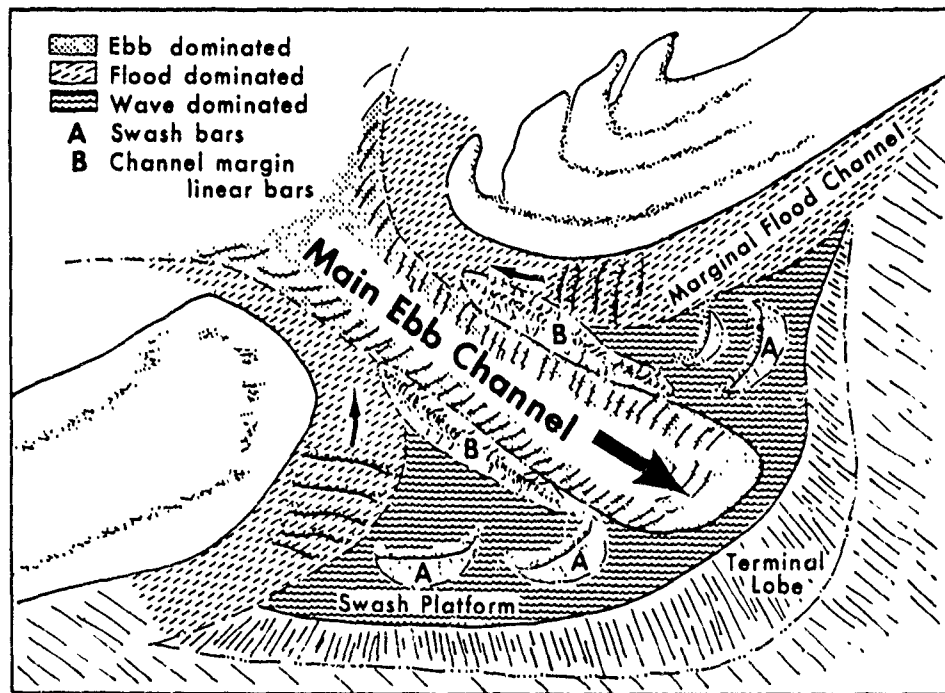 Ebb dominated
Flood dominated
Wave dominated
A Swash bars
B Channel margin
linear bars
Marginal Flood Channel
Main Ebb Channel
B
A
B
A
A
Swash Platform
Terminal
Lobe